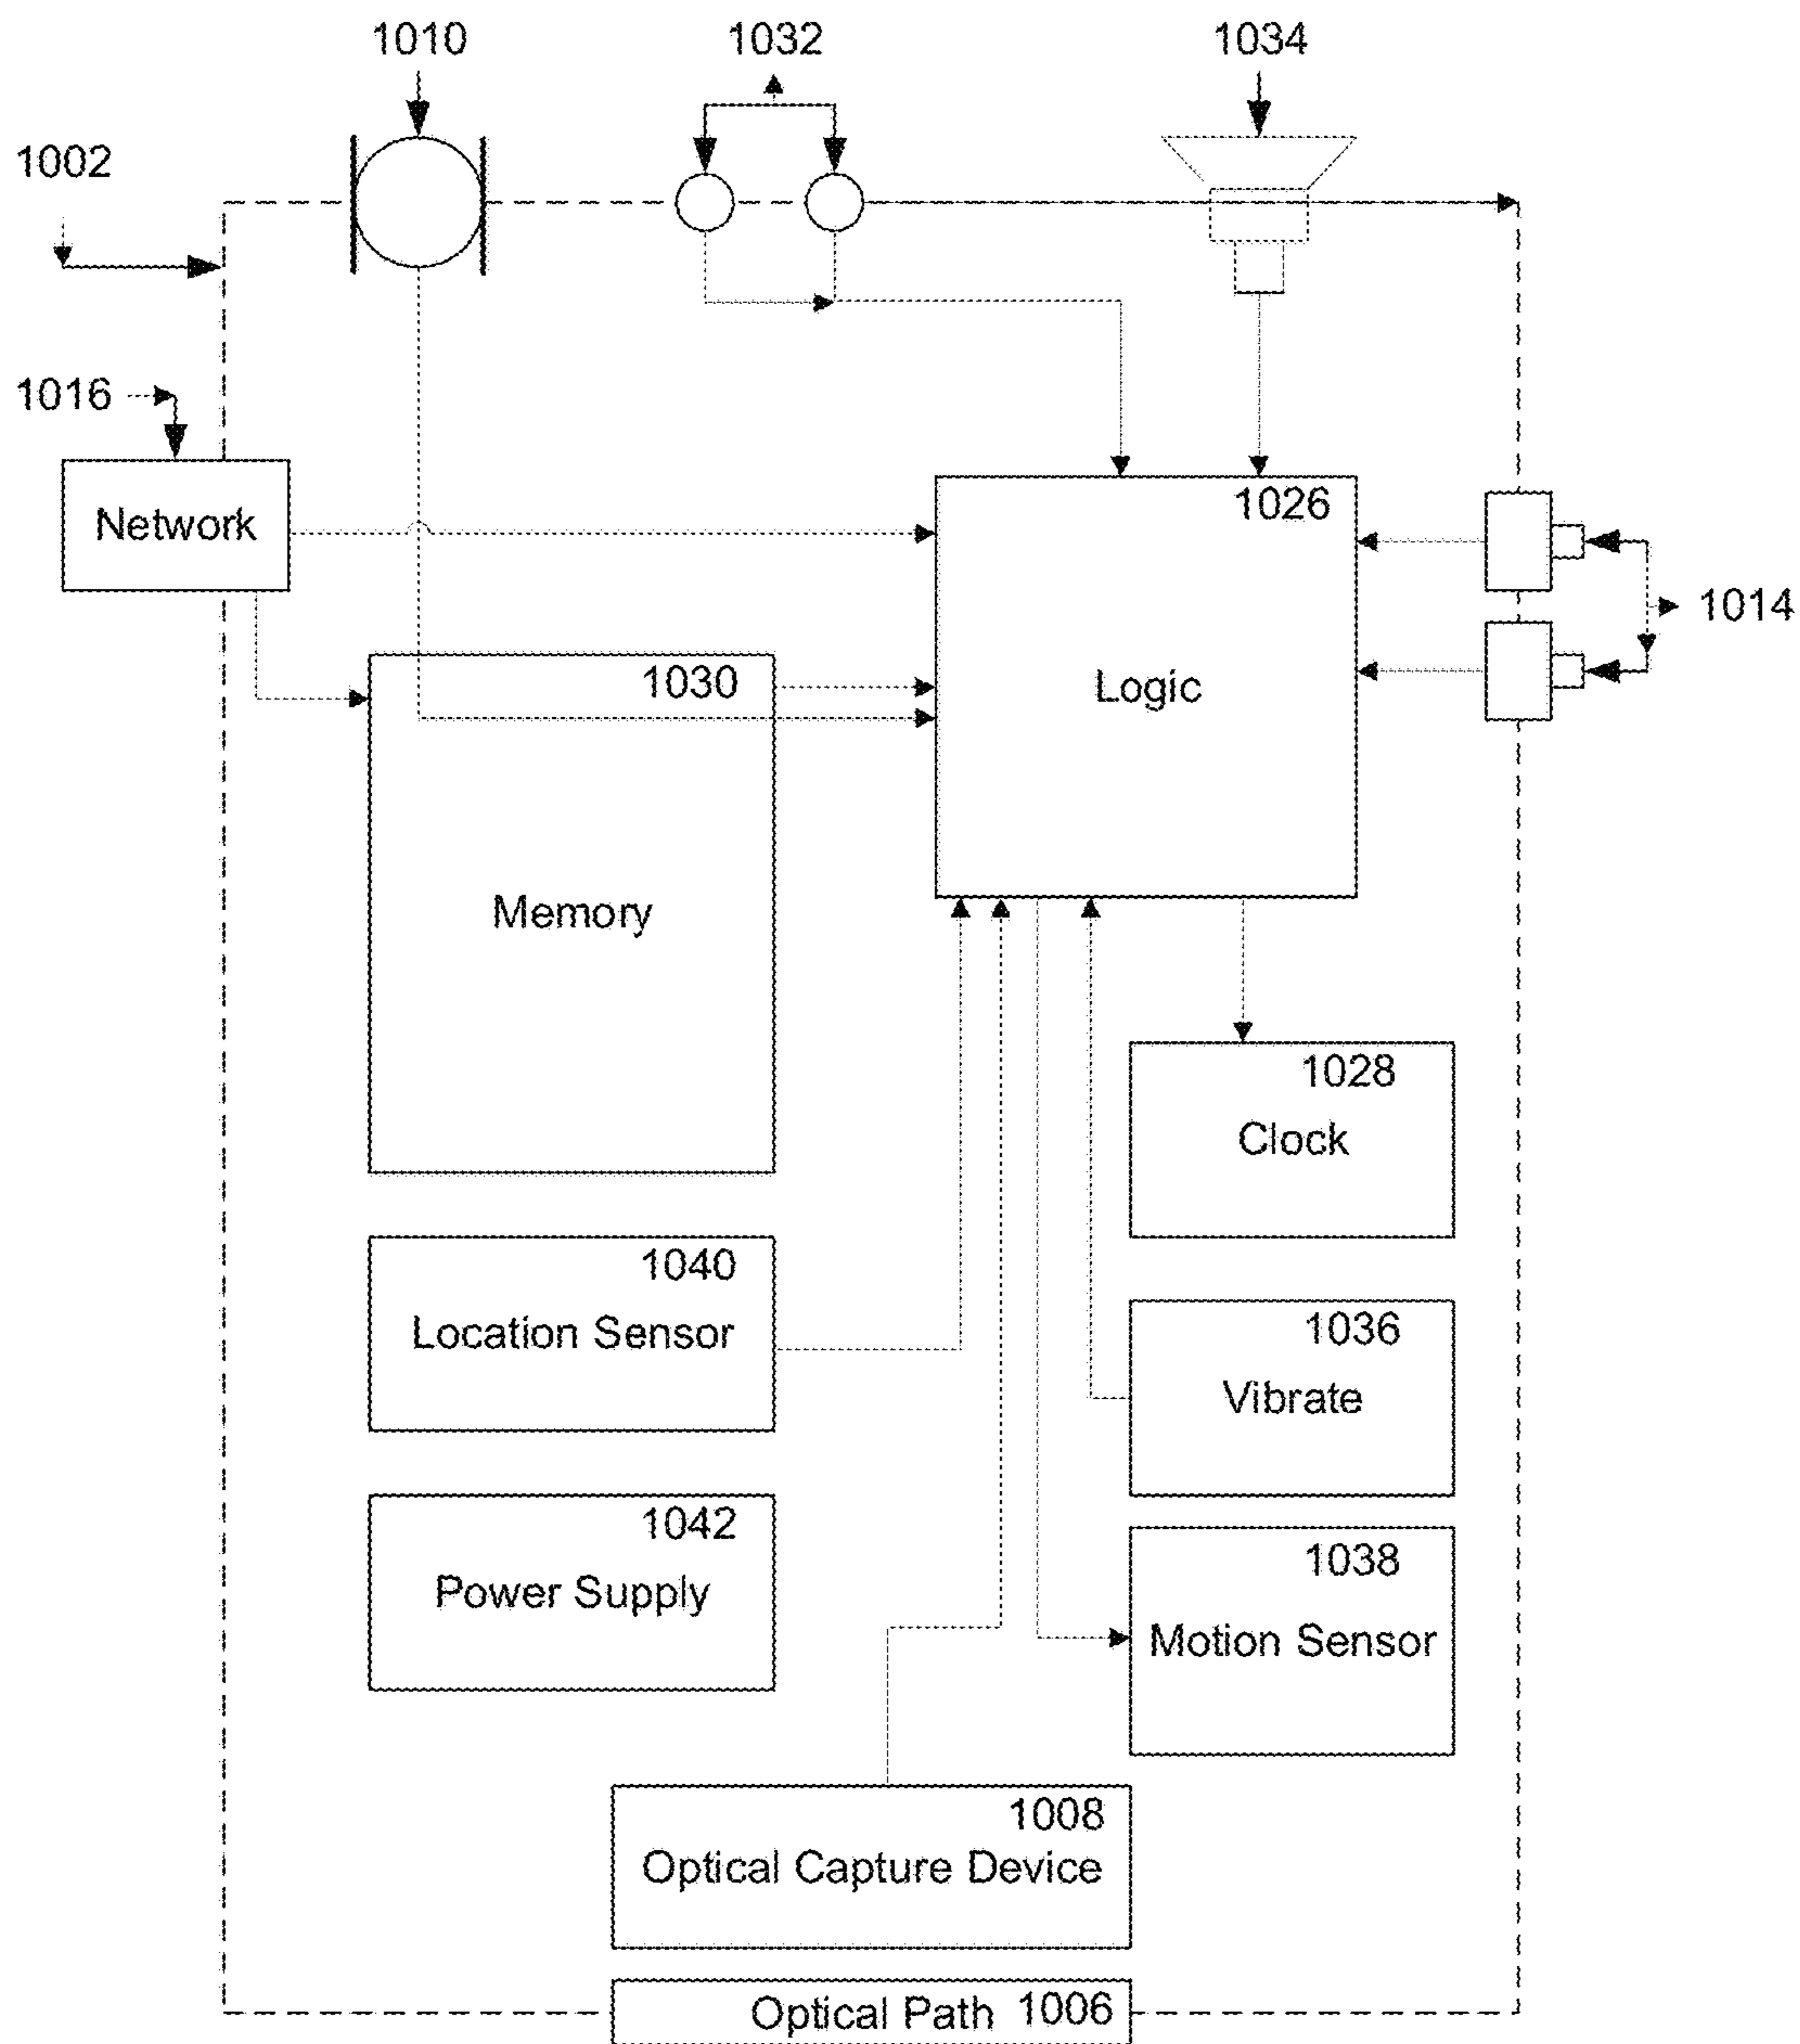 1010
1032
1034
1002
1016
Network
1026
Logic
1014
1030
Memory
1028
Clock
1040
Location Sensor
1036
Vibrate
1042
Power Supply
1038
Motion Sensor
1008
Optical Capture Device
Optical Path 1006